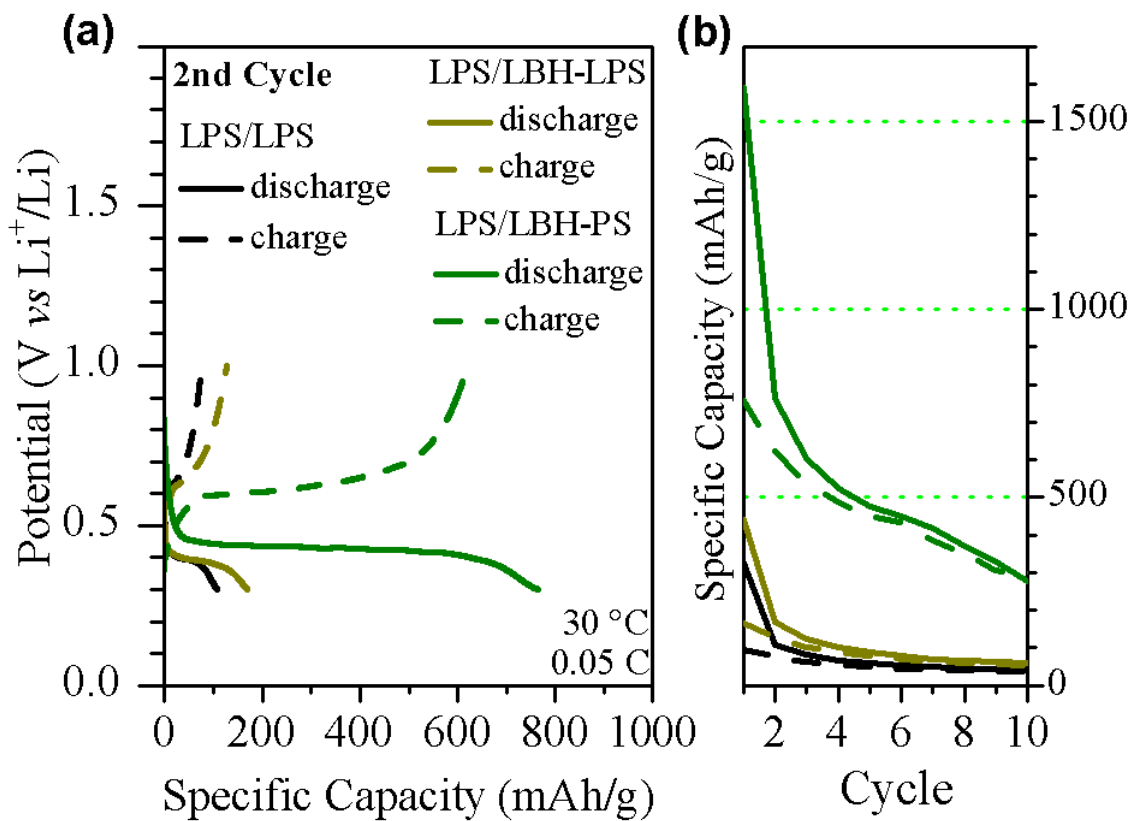 (a)
2nd Cycle
LPS/LPS
discharge
charge
LPS/LBH-LPS
discharge
charge
LPS/LBH-PS
discharge
charge
30 °C
0.05 C
Potential (V vs Li⁺/Li)
1.5
1.0
0.5
0.0
0 200 400 600 800 1000
Specific Capacity (mAh/g)
(b)
Specific Capacity (mAh/g)
1500
1000
500
0
2 4 6 8 10
Cycle